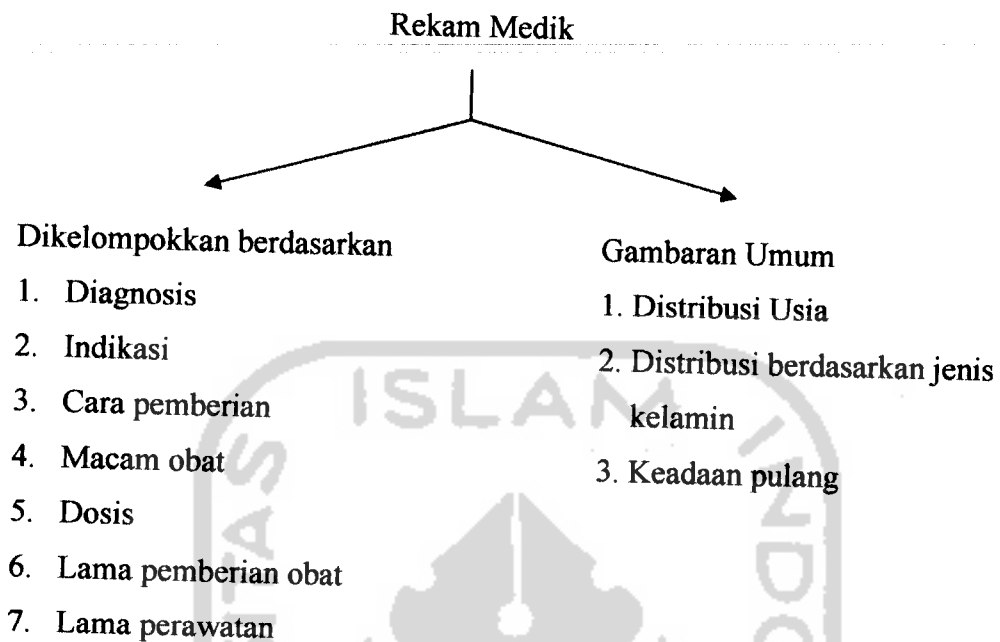 Rekam Medik
Dikelompokkan berdasarkan
1. Diagnosis
2. Indikasi
3. Cara pemberian
4. Macam obat
5. Dosis
6. Lama pemberian obat
7. Lama perawatan
Gambaran Umum
1. Distribusi Usia
2. Distribusi berdasarkan jenis
kelamin
3. Keadaan pulang
ISLAM